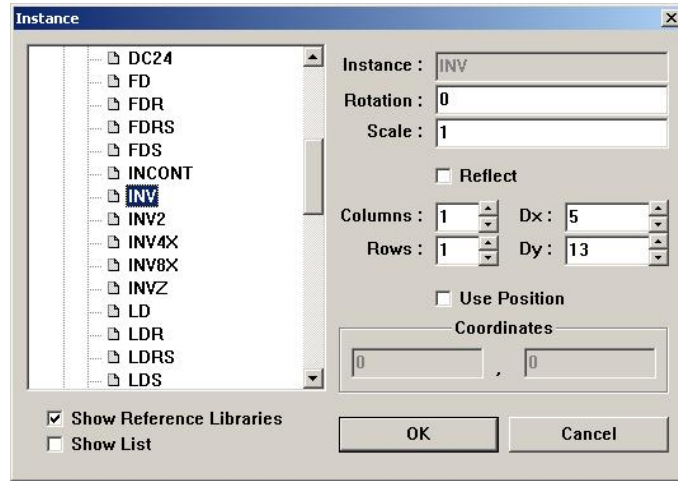 Instance
DC24
FD
FDR
FDRS
FDS
INCONT
INV
INV2
INV4X
INV8X
INVZ
LD
LDR
LDRS
LDS
Show Reference Libraries
Show List
Instance : INV
Rotation : 0
Scale : 1
Reflect
Columns : 1 Dx : 5
Rows : 1 Dy : 13
Use Position
Coordinates
0 , 0
OK Cancel